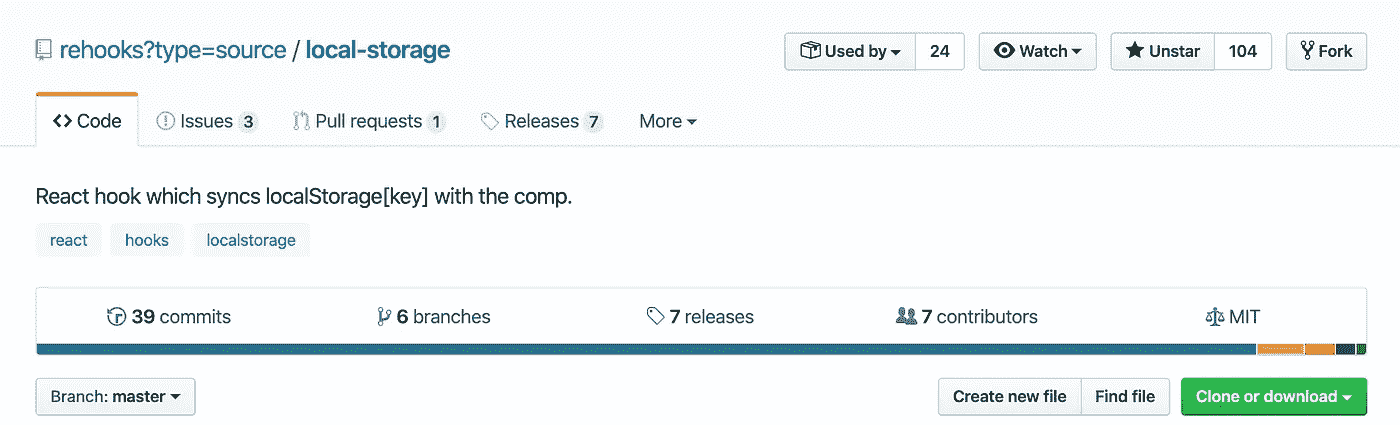 rehooks?type=source / local-storage
Used by 24 Watch Unstar 104 Fork
<> Code Issues 3 Pull requests 1 Releases 7 More
React hook which syncs localStorage[key] with the comp.
react hooks localstorage
39 commits 6 branches 7 releases 7 contributors MIT
Branch: master Create new file Find file Clone or download